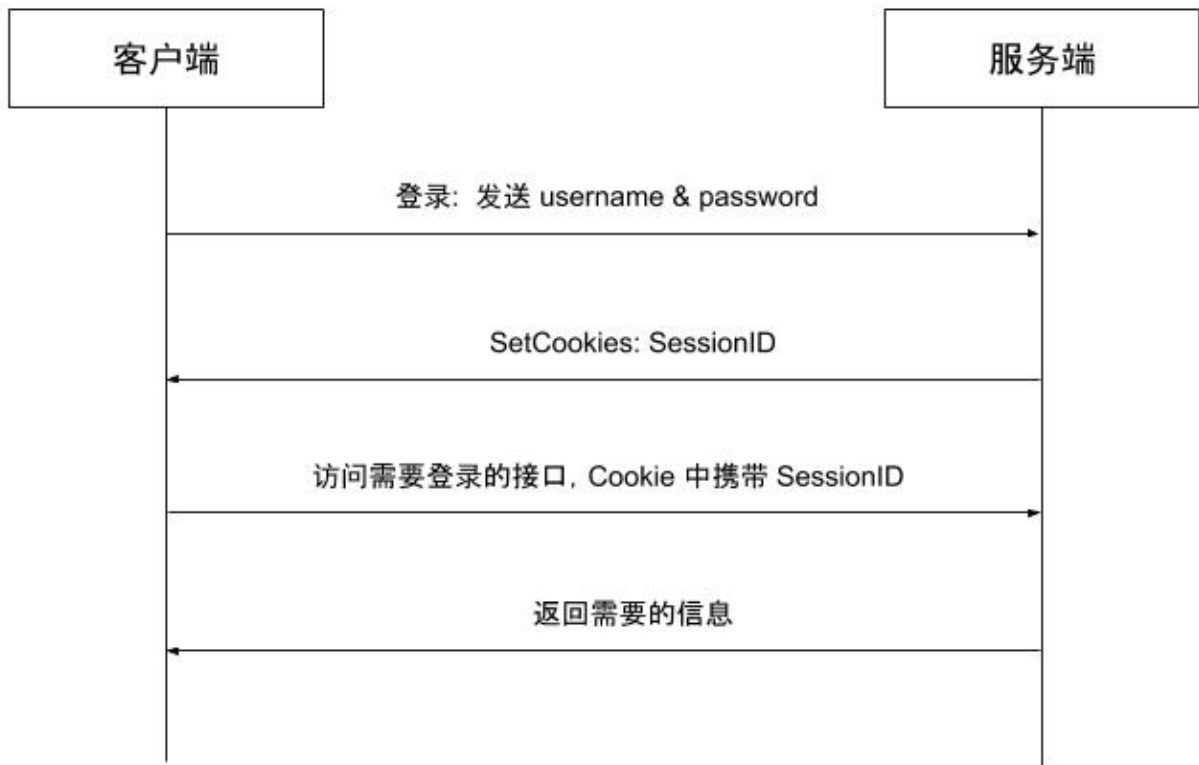 客户端
服务端
登录: 发送 username & password
SetCookies: SessionID
访问需要登录的接口, Cookie 中携带 SessionID
返回需要的信息